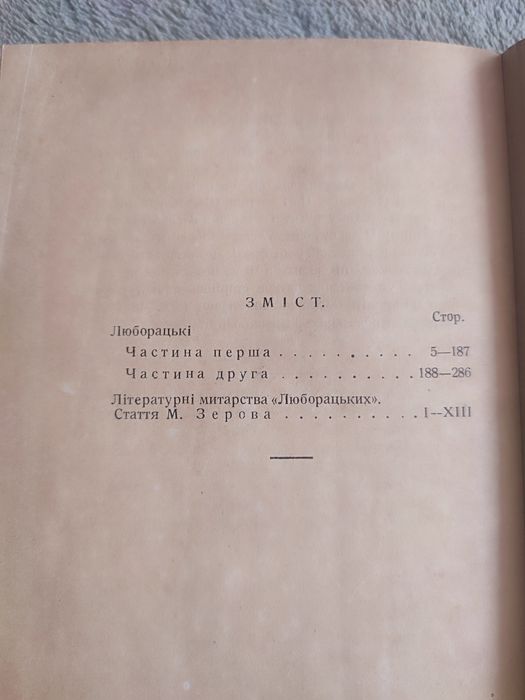 ЗМІСТ.
Стор.
Люборацькі
Частина перша . . . . . . . . . . 5—187
Частина друга . . . . . . . . . . 188—286
Літературні митарства «Люборацьких».
Стаття М. Зерова . . . . . . . . . . I—XIII